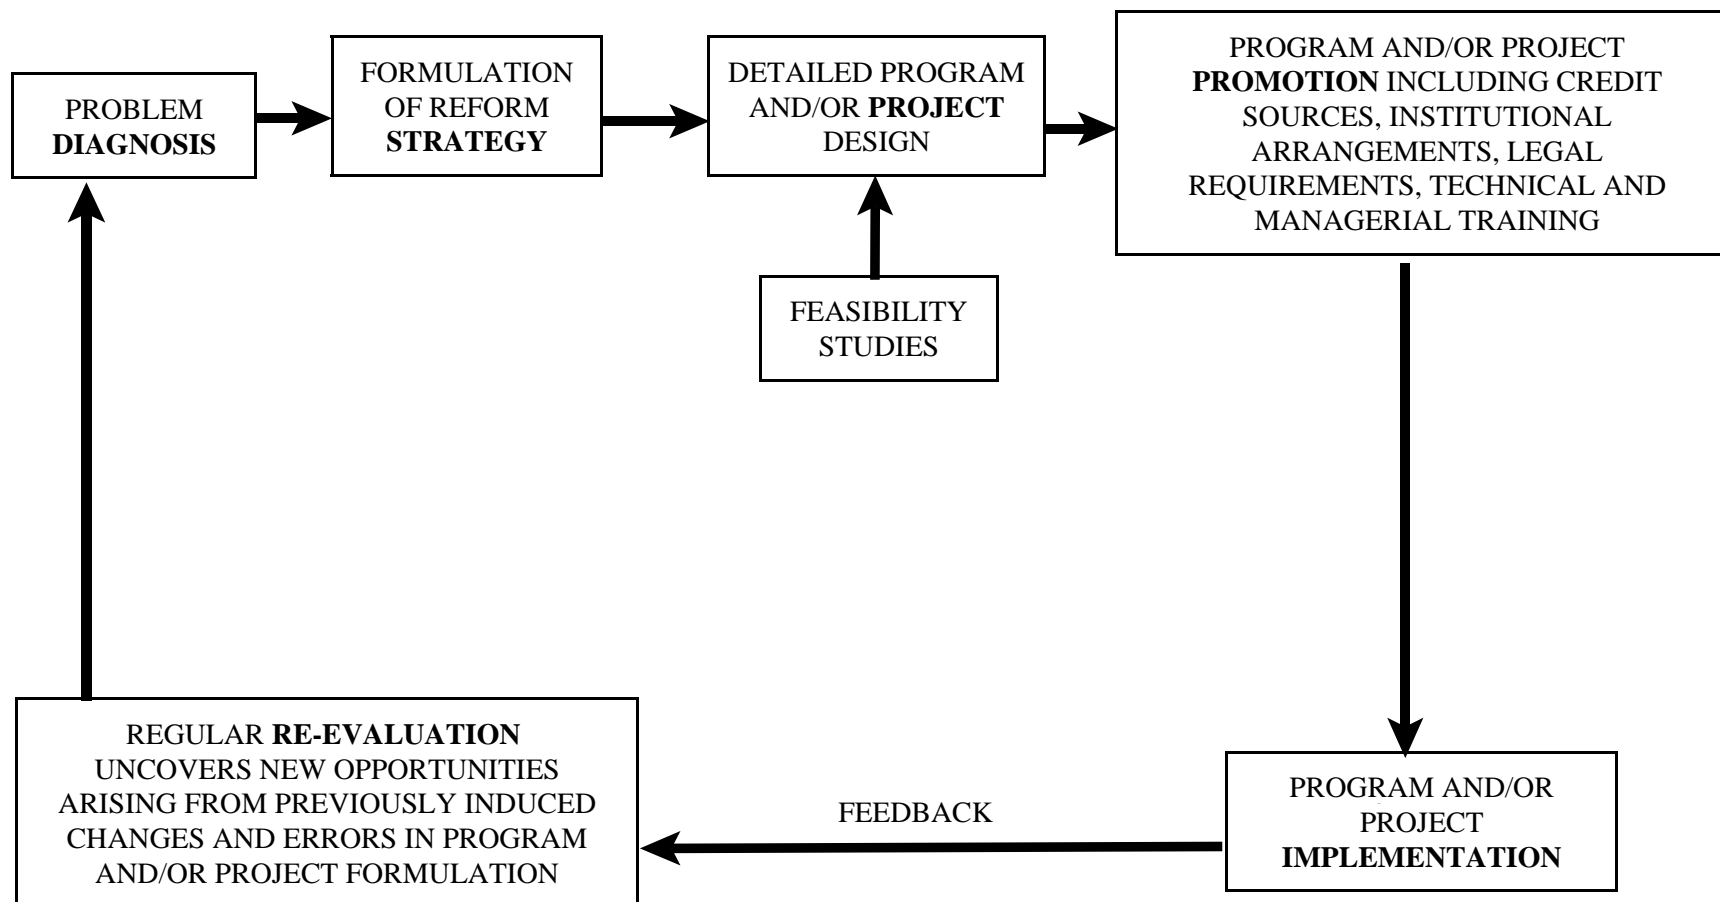 PROBLEM
DIAGNOSIS
FORMULATION
OF REFORM
STRATEGY
DETAILED PROGRAM
AND/OR PROJECT
DESIGN
PROGRAM AND/OR PROJECT
PROMOTION INCLUDING CREDIT
SOURCES, INSTITUTIONAL
ARRANGEMENTS, LEGAL
REQUIREMENTS, TECHNICAL AND
MANAGERIAL TRAINING
FEASIBILITY
STUDIES
REGULAR RE-EVALUATION
UNCOVERS NEW OPPORTUNITIES
ARISING FROM PREVIOUSLY INDUCED
CHANGES AND ERRORS IN PROGRAM
AND/OR PROJECT FORMULATION
FEEDBACK
PROGRAM AND/OR
PROJECT
IMPLEMENTATION